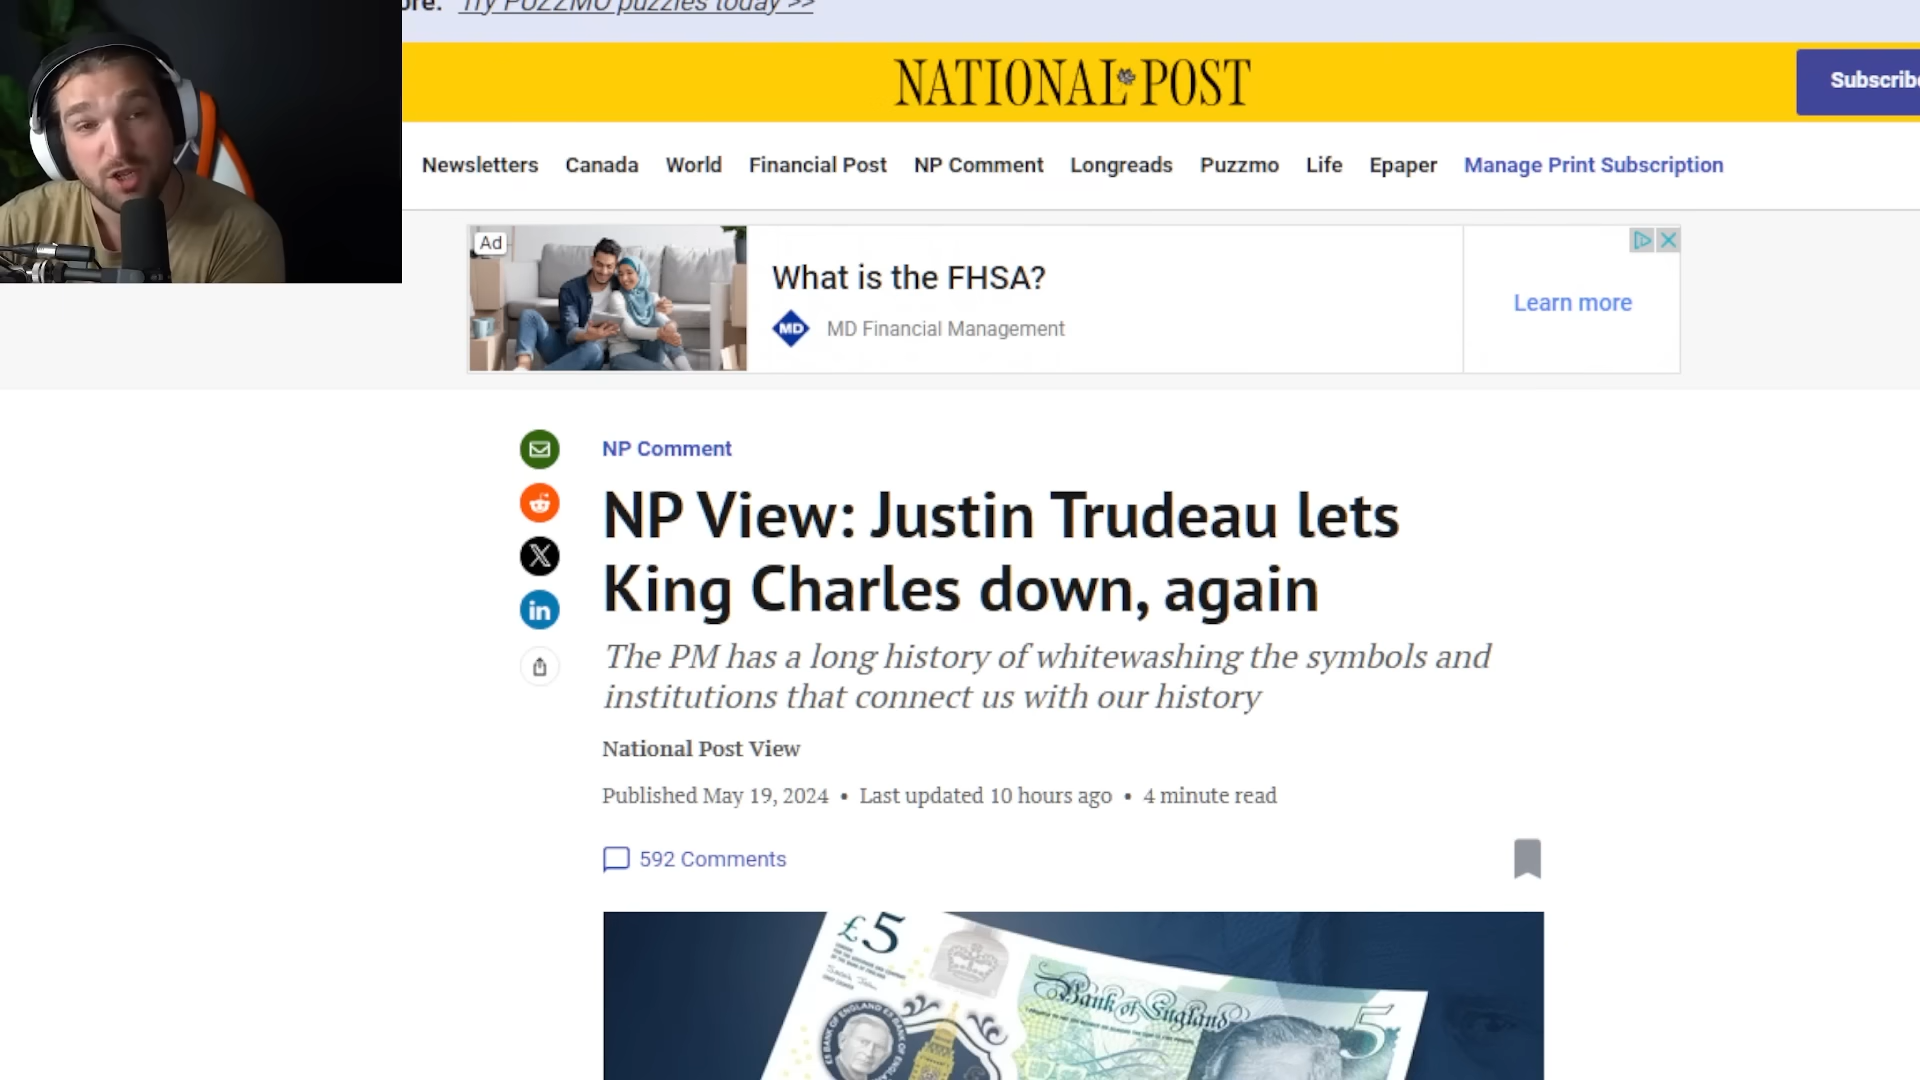 ore. Try PUZZMO puzzles today >>
NATIONAL POST
Subscribe
Newsletters Canada World Financial Post NP Comment Longreads Puzzmo Life Epaper Manage Print Subscription
Ad
What is the FHSA?
MD MD Financial Management
Learn more
NP Comment
NP View: Justin Trudeau lets
King Charles down, again
The PM has a long history of whitewashing the symbols and
institutions that connect us with our history
National Post View
Published May 19, 2024 • Last updated 10 hours ago • 4 minute read
592 Comments
£5
Bank of England
5